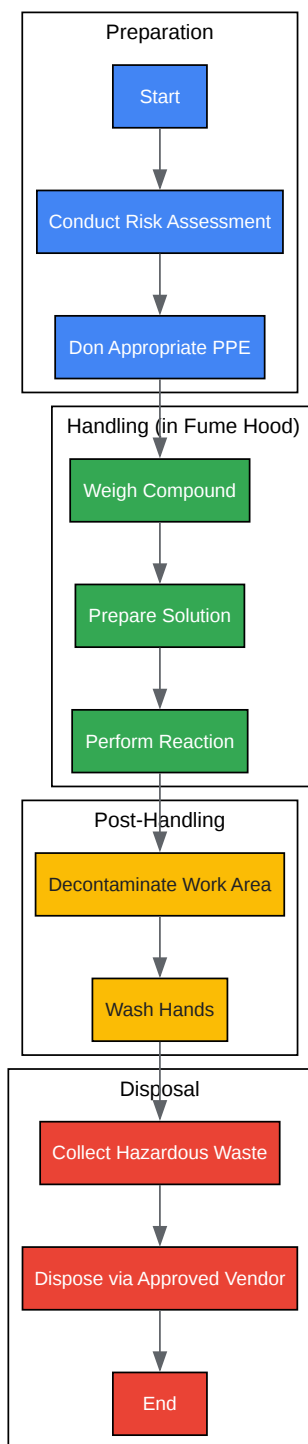 Preparation
Start
Conduct Risk Assessment
Don Appropriate PPE
Handling (in Fume Hood)
Weigh Compound
Prepare Solution
Perform Reaction
Post-Handling
Decontaminate Work Area
Wash Hands
Disposal
Collect Hazardous Waste
Dispose via Approved Vendor
End